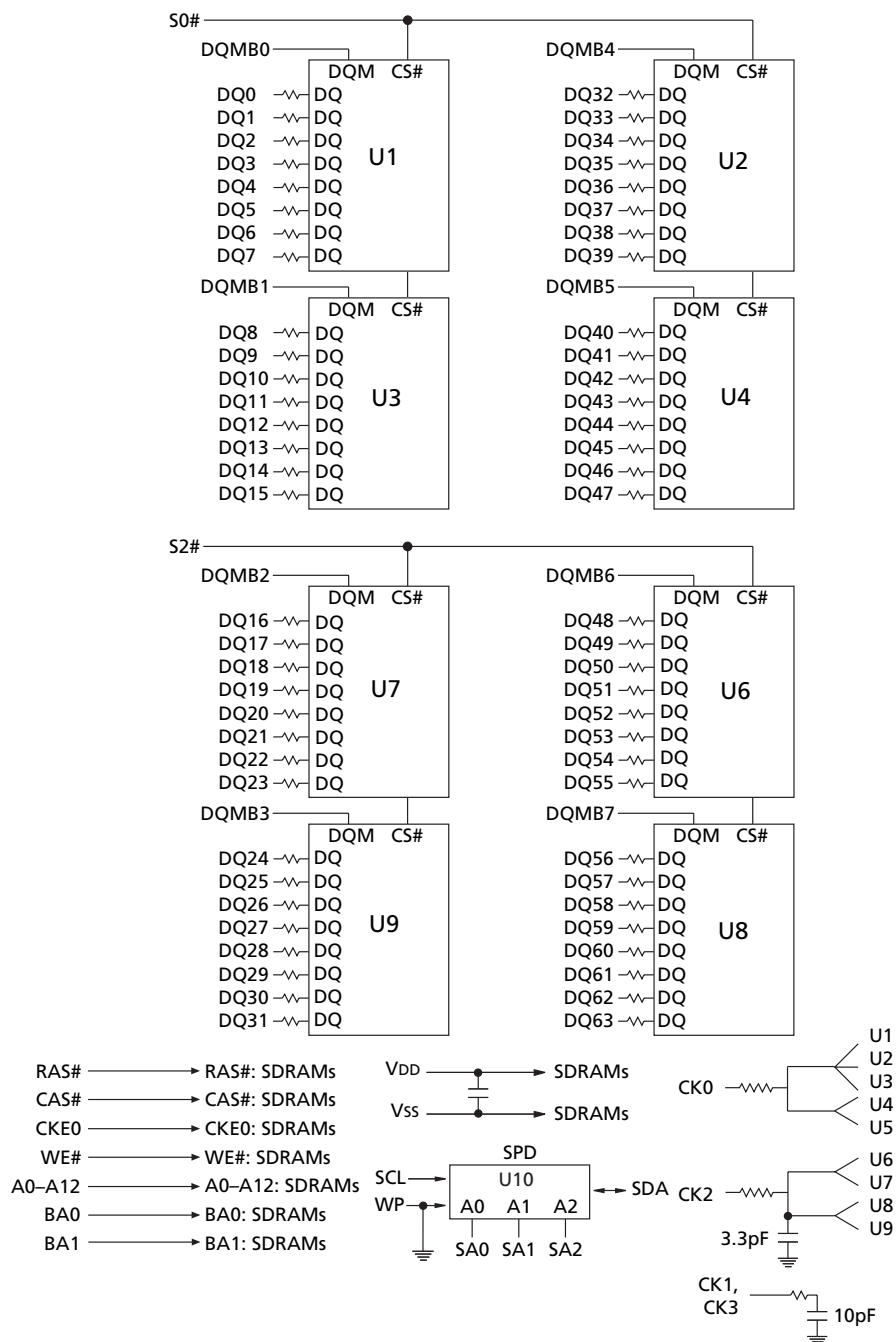 S0#
DQMB0
DQM CS#
DQ0 DQ
DQ1 DQ
DQ2 DQ
DQ3 DQ
DQ4 DQ
DQ5 DQ
DQ6 DQ
DQ7 DQ
U1
DQMB4
DQM CS#
DQ32 DQ
DQ33 DQ
DQ34 DQ
DQ35 DQ
DQ36 DQ
DQ37 DQ
DQ38 DQ
DQ39 DQ
U2
DQMB1
DQM CS#
DQ8 DQ
DQ9 DQ
DQ10 DQ
DQ11 DQ
DQ12 DQ
DQ13 DQ
DQ14 DQ
DQ15 DQ
U3
DQMB5
DQM CS#
DQ40 DQ
DQ41 DQ
DQ42 DQ
DQ43 DQ
DQ44 DQ
DQ45 DQ
DQ46 DQ
DQ47 DQ
U4
S2#
DQMB2
DQM CS#
DQ16 DQ
DQ17 DQ
DQ18 DQ
DQ19 DQ
DQ20 DQ
DQ21 DQ
DQ22 DQ
DQ23 DQ
U7
DQMB6
DQM CS#
DQ48 DQ
DQ49 DQ
DQ50 DQ
DQ51 DQ
DQ52 DQ
DQ53 DQ
DQ54 DQ
DQ55 DQ
U6
DQMB3
DQM CS#
DQ24 DQ
DQ25 DQ
DQ26 DQ
DQ27 DQ
DQ28 DQ
DQ29 DQ
DQ30 DQ
DQ31 DQ
U9
DQMB7
DQM CS#
DQ56 DQ
DQ57 DQ
DQ58 DQ
DQ59 DQ
DQ60 DQ
DQ61 DQ
DQ62 DQ
DQ63 DQ
U8
RAS# RAS#: SDRAMs
CAS# CAS#: SDRAMs
CKE0 CKE0: SDRAMs
WE# WE#: SDRAMs
A0–A12 A0–A12: SDRAMs
BA0 BA0: SDRAMs
BA1 BA1: SDRAMs
VDD SDRAMs
VSS SDRAMs
SPD
U10
SCL
WP
A0 A1 A2
SDA
SA0 SA1 SA2
CK0
U1
U2
U3
U4
U5
CK2
U6
U7
U8
U9
3.3pF
CK1,
CK3
10pF